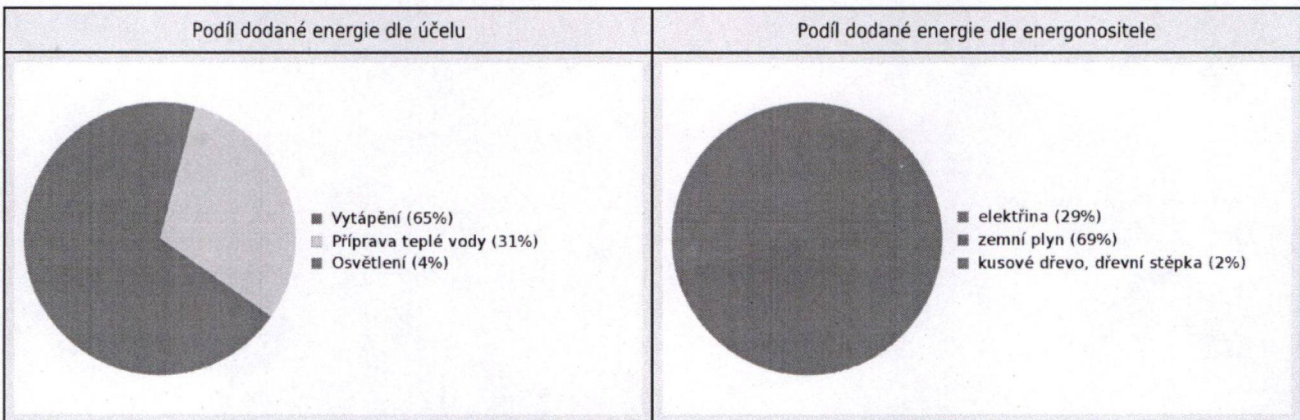 Podíl dodané energie dle účelu
Podíl dodané energie dle energonositele
Vytápění (65%)
Příprava teplé vody (31%)
Osvětlení (4%)
elektřina (29%)
zemní plyn (69%)
kusové dřevo, dřevní stěpka (2%)